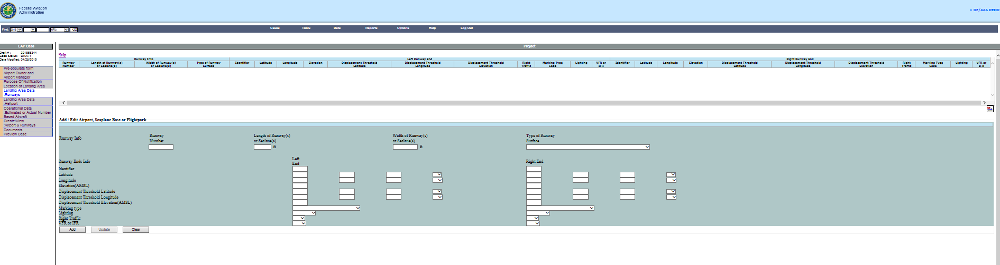 Federal Aviation
Administration
« OE/AAA DEMO
Find: 2018 NRA GO
Cases Tools Data Reports Options Help Log Out
LAP Case
Draft #:
Case Status: DRAFT
Date Modified: 04/25/2019
Pre-populate form
Airport Owner and
Airport Manager
Purpose Of Notification
Location of Landing Area
Landing Area Data
:Runways
Landing Area Data
:Heliport
Operational Data
:Estimated or Actual Number
Based Aircraft
Create/View
:Airport & Runways
Documents
Preview Case
Project
Help
Runway Info Left Runway End Right Runway End
Runway Length of Runway(s) Width of Runway(s) Type of Runway Identifier Latitude Longitude Elevation Displacement Threshold Displacement Threshold Displacement Threshold Right Marking Type Lighting VFR or Identifier Latitude Longitude Elevation Displacement Threshold Displacement Threshold Displacement Threshold Right Marking Type Lighting VFR or
Number or Sealane(s) or Sealane(s) Surface Latitude Longitude Elevation Traffic Code IFR Latitude Longitude Elevation Traffic Code IFR
Add / Edit Airport, Seaplane Base or Flightpark
Runway Length of Runway(s) Width of Runway(s) Type of Runway
Runway Info
Number or Sealane(s) or Sealane(s) Surface
ft ft
Left
Runway Ends Info Right End
End
Identifier
Latitude
Longitude
Elevation(AMSL)
Displacement Threshold Latitude
Displacement Threshold Longitude
Displacement Threshold Elevation(AMSL)
Marking type
Lighting
Right Traffic
VFR or IFR
Add Update Clear